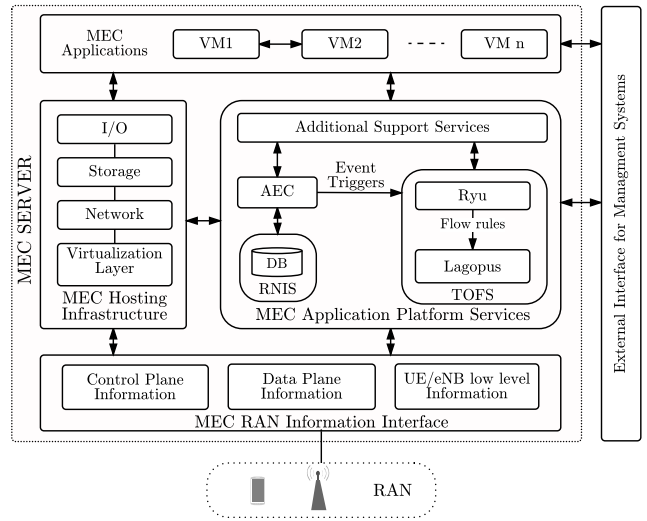 MEC
Applications
VM1
VM2
VM n
MEC SERVER
I/O
Storage
Network
Virtualization
Layer
MEC Hosting
Infrastructure
Additional Support Services
AEC
Event
Triggers
Ryu
Flow rules
Lagopus
TOFS
DB
RNIS
MEC Application Platform Services
Control Plane
Information
Data Plane
Information
UE/eNB low level
Information
MEC RAN Information Interface
RAN
External Interface for Managment Systems